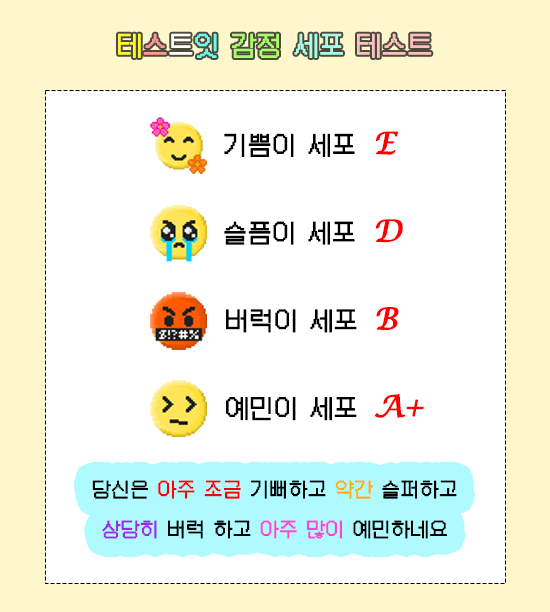 테스트잇 감정 세포 테스트
기쁨이 세포 E
슬픔이 세포 D
버럭이 세포 B
$!?#%
예민이 세포 A+
당신은 아주 조금 기뻐하고 약간 슬퍼하고
상당히 버럭 하고 아주 많이 예민하네요